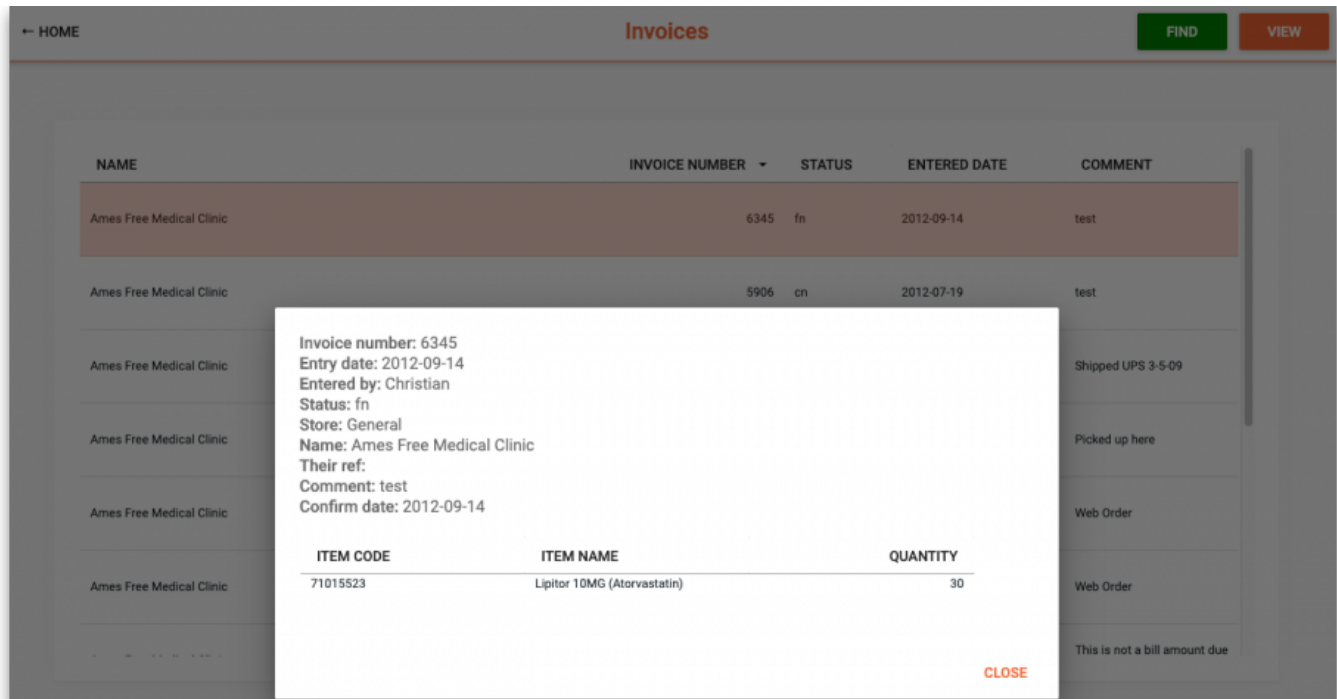 ← HOME
Invoices
FIND
VIEW
NAME INVOICE NUMBER STATUS ENTERED DATE COMMENT
Ames Free Medical Clinic 6345 fn 2012-09-14 test
Ames Free Medical Clinic 5906 cn 2012-07-19 test
Ames Free Medical Clinic Shipped UPS 3-5-09
Ames Free Medical Clinic Picked up here
Ames Free Medical Clinic Web Order
Ames Free Medical Clinic Web Order
This is not a bill amount due
Invoice number: 6345
Entry date: 2012-09-14
Entered by: Christian
Status: fn
Store: General
Name: Ames Free Medical Clinic
Their ref:
Comment: test
Confirm date: 2012-09-14
ITEM CODE ITEM NAME QUANTITY
71015523 Lipitor 10MG (Atorvastatin) 30
CLOSE